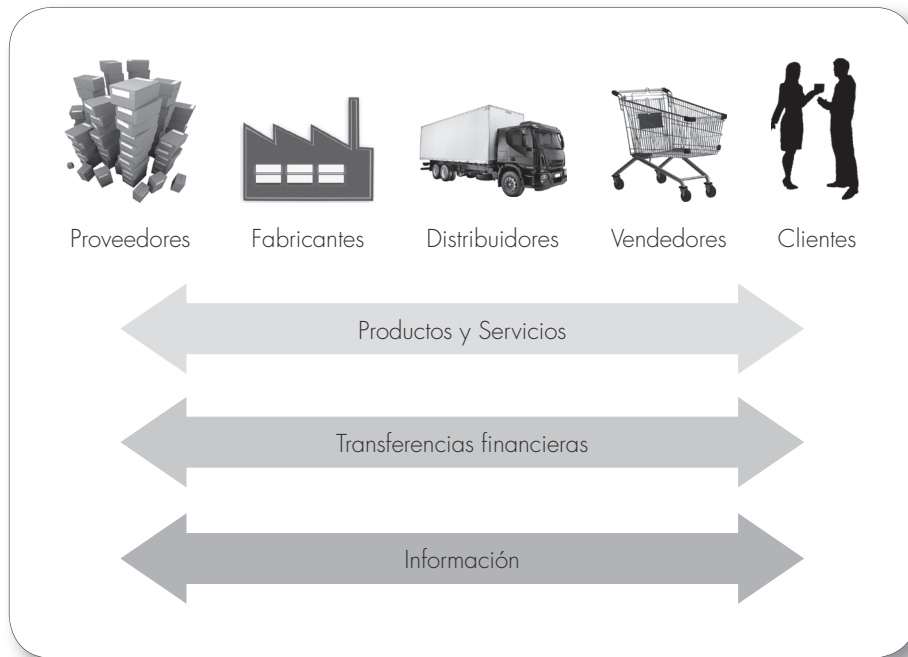 Proveedores Fabricantes Distribuidores Vendedores Clientes
Productos y Servicios
Transferencias financieras
Información